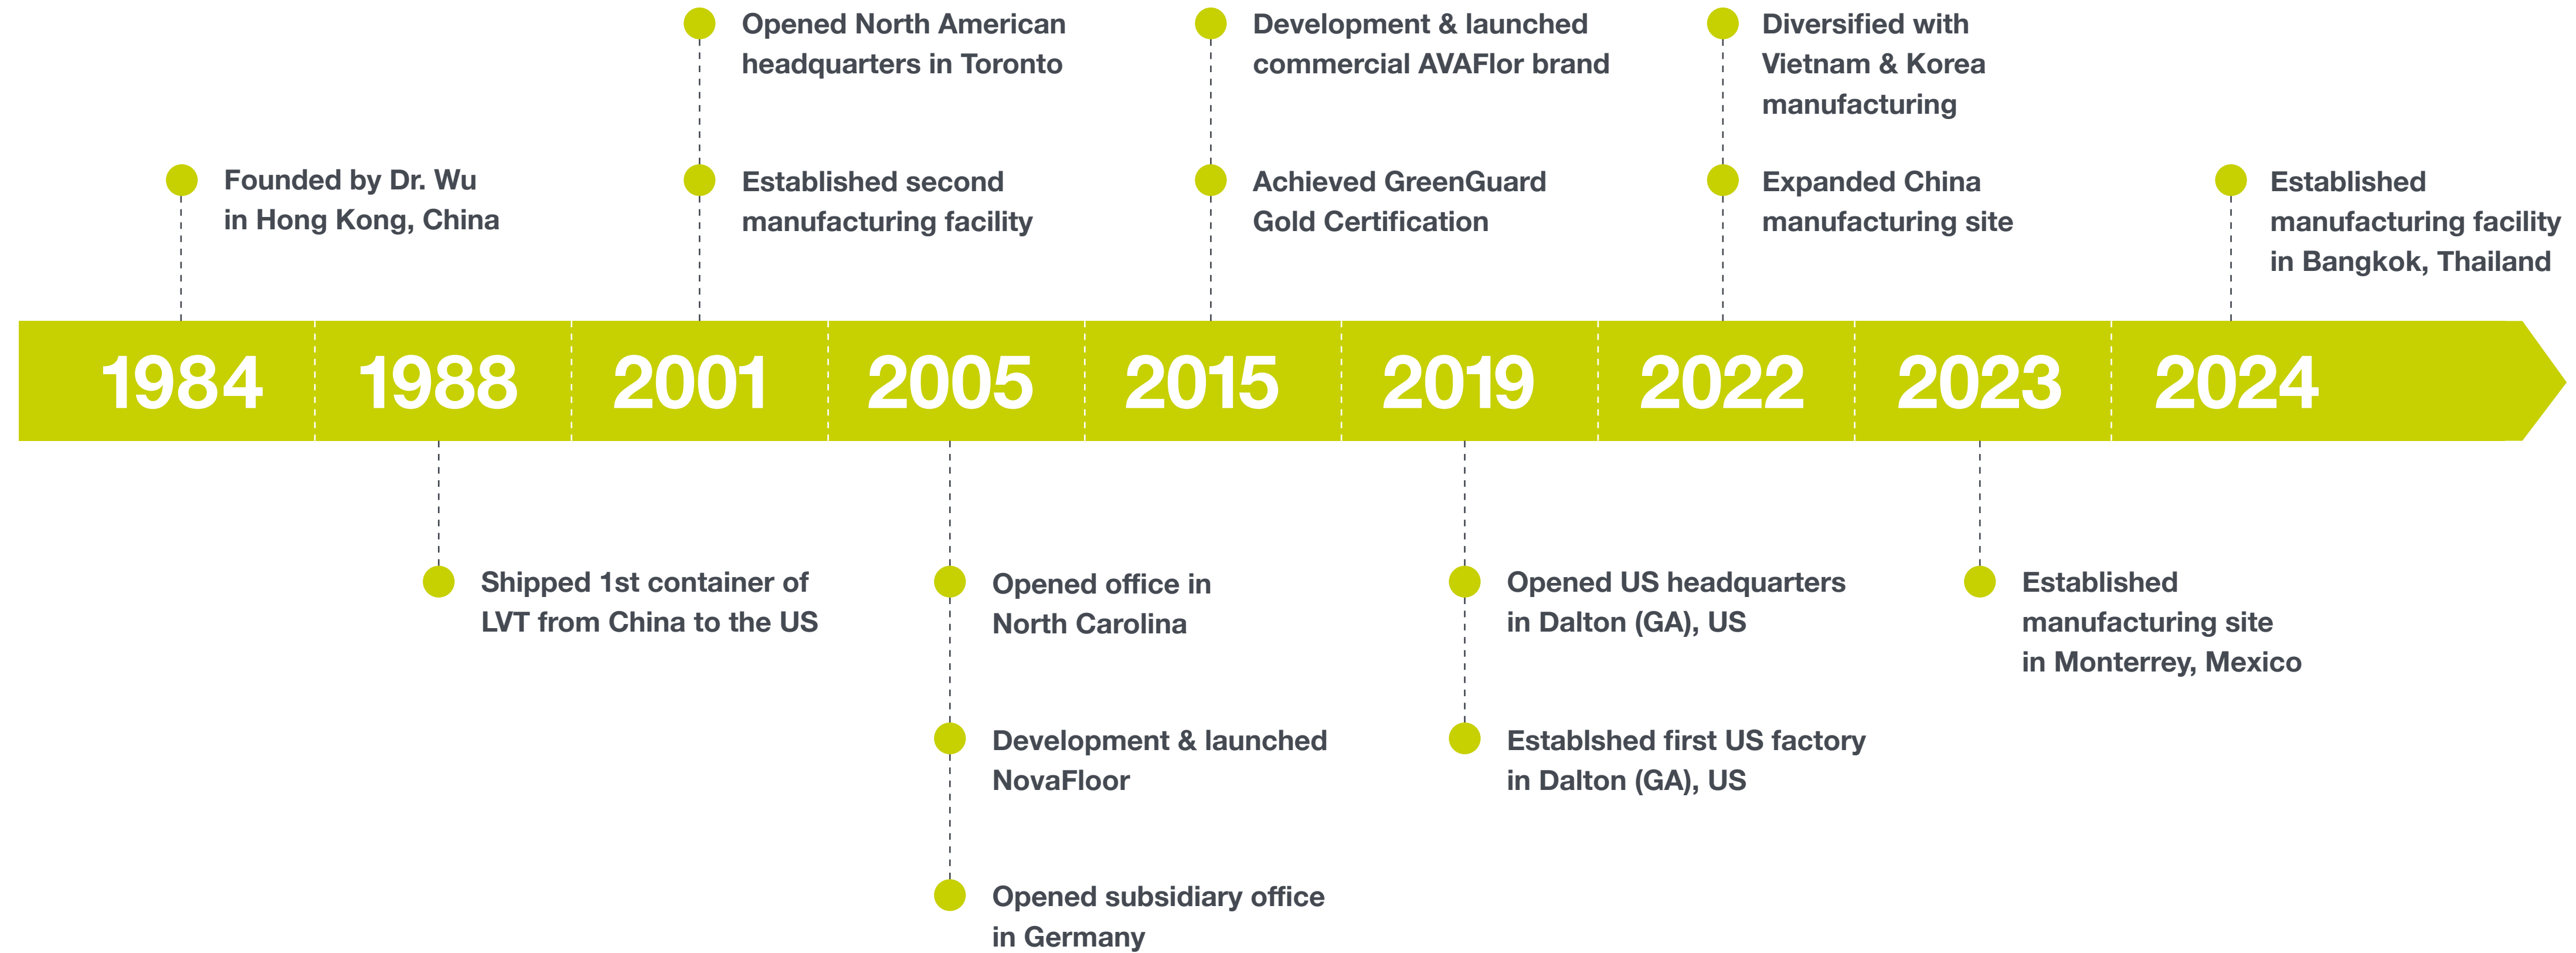 Opened North American
headquarters in Toronto
Development & launched
commercial AVAFlor brand
Diversified with
Vietnam & Korea
manufacturing
Founded by Dr. Wu
in Hong Kong, China
Established second
manufacturing facility
Achieved GreenGuard
Gold Certification
Expanded China
manufacturing site
Established
manufacturing facility
in Bangkok, Thailand
1984 1988 2001 2005 2015 2019 2022 2023 2024
Shipped 1st container of
LVT from China to the US
Opened office in
North Carolina
Opened US headquarters
in Dalton (GA), US
Established
manufacturing site
in Monterrey, Mexico
Development & launched
NovaFloor
Establshed first US factory
in Dalton (GA), US
Opened subsidiary office
in Germany